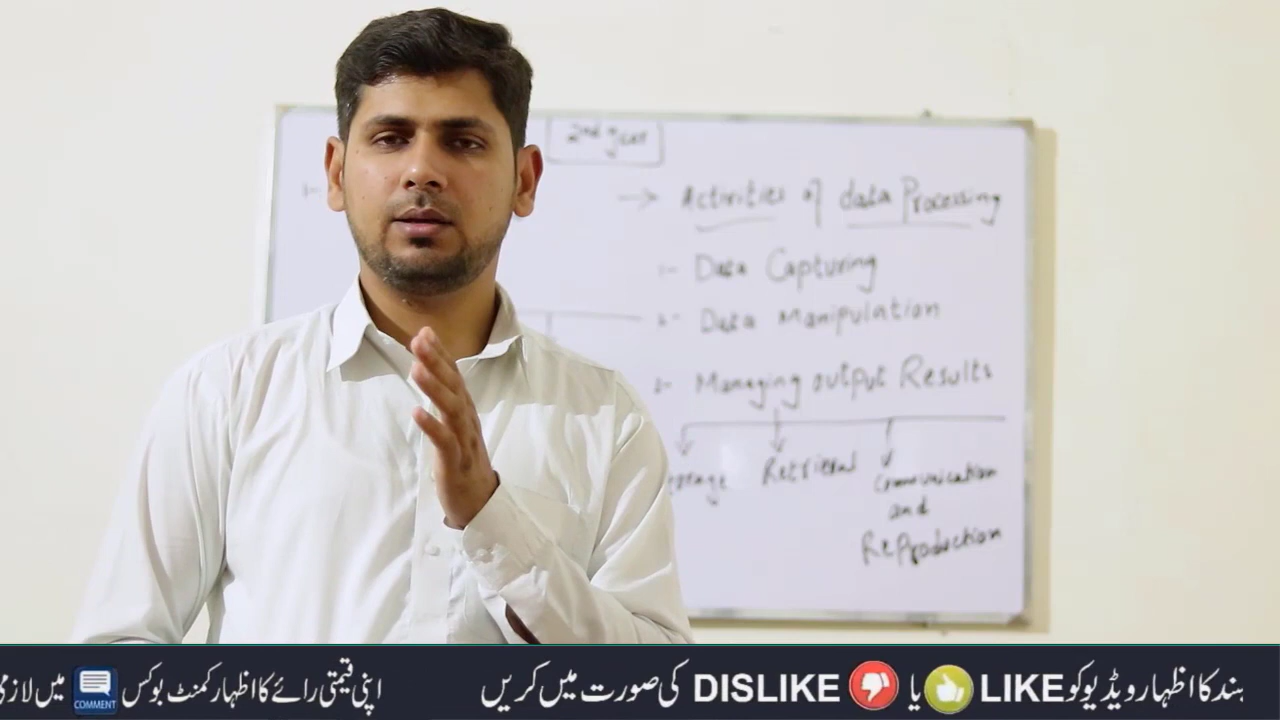 2nd year
→ Activities of data Processing
1- Data Capturing
2- Data Manipulation
3- Managing output Results
Retrieval
Communication
and
ReProduction
بند کا اظہار ویڈیو کو LIKE یا DISLIKE کی صورت میں کریں
اپنی قیمتی رائے کا اظہار کمنٹ بوکس COMMENT میں